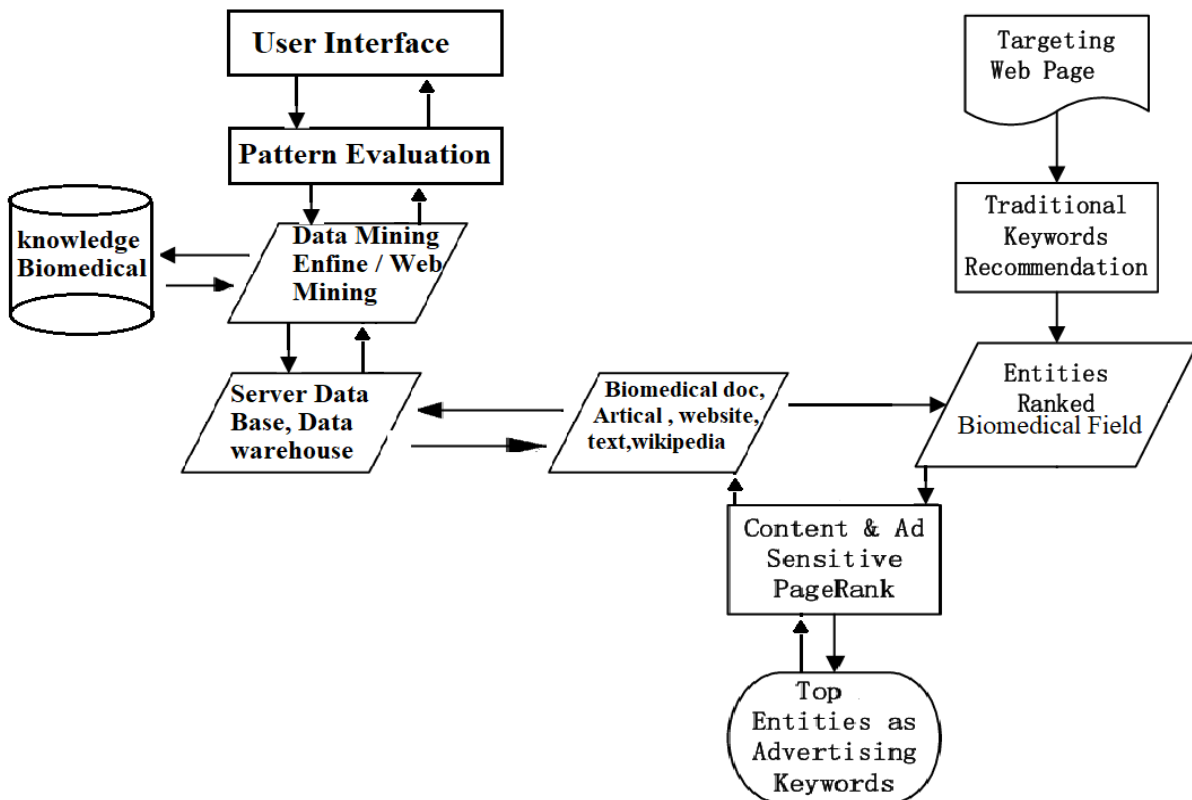 User Interface
Pattern Evaluation
knowledge
Biomedical
Data Mining
Enfine / Web
Mining
Server Data
Base, Data
warehouse
Biomedical doc,
Artical , website,
text,wikipedia
Targeting
Web Page
Traditional
Keywords
Recommendation
Entities
Ranked
Biomedical Field
Content & Ad
Sensitive
PageRank
Top
Entities as
Advertising
Keywords